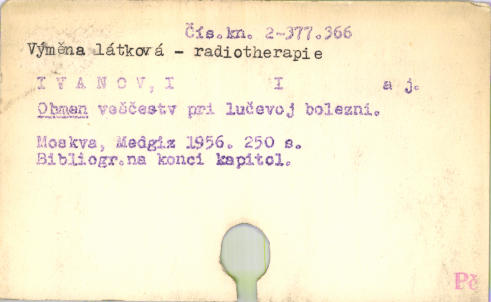 Čís.kn. 2-377.366
Výměna látková - radiotherapie
IVANOV, I I a j.
Obmen veščestv pri lučevoj bolezni.
Moskva, Medgiz 1956. 250 s.
Bibliogr.na konci kapitol.
Pč